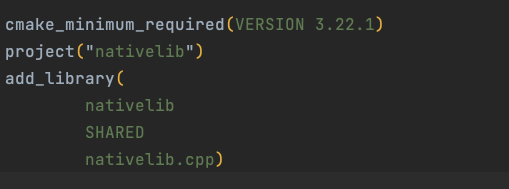 cmake_minimum_required(VERSION 3.22.1)
project("nativelib")
add_library(
        nativelib
        SHARED
        nativelib.cpp)